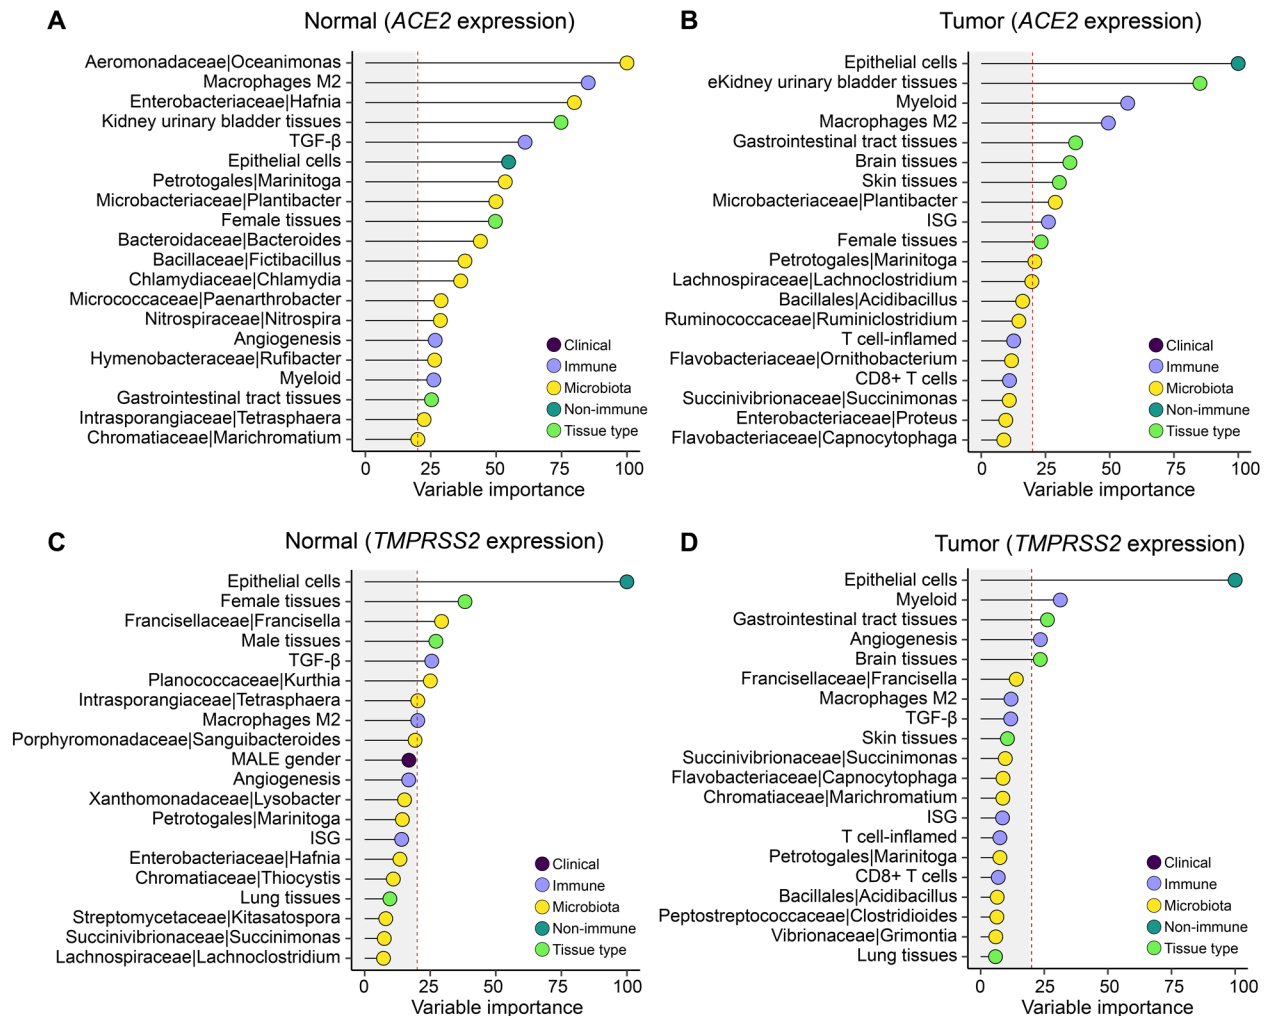 A
Normal (ACE2 expression)
Aeromonadaceae|Oceanimonas
Macrophages M2
Enterobacteriaceae|Hafnia
Kidney urinary bladder tissues
TGF-β
Epithelial cells
Petrotogales|Marinitoga
Microbacteriaceae|Plantibacter
Female tissues
Bacteroidaceae|Bacteroides
Bacillaceae|Fictibacillus
Chlamydiaceae|Chlamydia
Micrococcaceae|Paenarthrobacter
Nitrospiraceae|Nitrospira
Angiogenesis
Hymenobacteraceae|Rufibacter
Myeloid
Gastrointestinal tract tissues
Intrasporangiaceae|Tetrasphaera
Chromatiaceae|Marichromatium
Clinical
Immune
Microbiota
Non-immune
Tissue type
0 25 50 75 100
Variable importance
B
Tumor (ACE2 expression)
Epithelial cells
eKidney urinary bladder tissues
Myeloid
Macrophages M2
Gastrointestinal tract tissues
Brain tissues
Skin tissues
Microbacteriaceae|Plantibacter
ISG
Female tissues
Petrotogales|Marinitoga
Lachnospiraceae|Lachnoclostridium
Bacillales|Acidibacillus
Ruminococcaceae|Ruminiclostridium
T cell-inflamed
Flavobacteriaceae|Ornithobacterium
CD8+ T cells
Succinivibrionaceae|Succinimonas
Enterobacteriaceae|Proteus
Flavobacteriaceae|Capnocytophaga
Clinical
Immune
Microbiota
Non-immune
Tissue type
0 25 50 75 100
Variable importance
C
Normal (TMPRSS2 expression)
Epithelial cells
Female tissues
Francisellaceae|Francisella
Male tissues
TGF-β
Planococcaceae|Kurthia
Intrasporangiaceae|Tetrasphaera
Macrophages M2
Porphyromonadaceae|Sanguibacteroides
MALE gender
Angiogenesis
Xanthomonadaceae|Lysobacter
Petrotogales|Marinitoga
ISG
Enterobacteriaceae|Hafnia
Chromatiaceae|Thiocystis
Lung tissues
Streptomycetaceae|Kitasatospora
Succinivibrionaceae|Succinimonas
Lachnospiraceae|Lachnoclostridium
Clinical
Immune
Microbiota
Non-immune
Tissue type
0 25 50 75 100
Variable importance
D
Tumor (TMPRSS2 expression)
Epithelial cells
Myeloid
Gastrointestinal tract tissues
Angiogenesis
Brain tissues
Francisellaceae|Francisella
Macrophages M2
TGF-β
Skin tissues
Succinivibrionaceae|Succinimonas
Flavobacteriaceae|Capnocytophaga
Chromatiaceae|Marichromatium
ISG
T cell-inflamed
Petrotogales|Marinitoga
CD8+ T cells
Bacillales|Acidibacillus
Peptostreptococcaceae|Clostridioides
Vibrionaceae|Grimontia
Lung tissues
Clinical
Immune
Microbiota
Non-immune
Tissue type
0 25 50 75 100
Variable importance